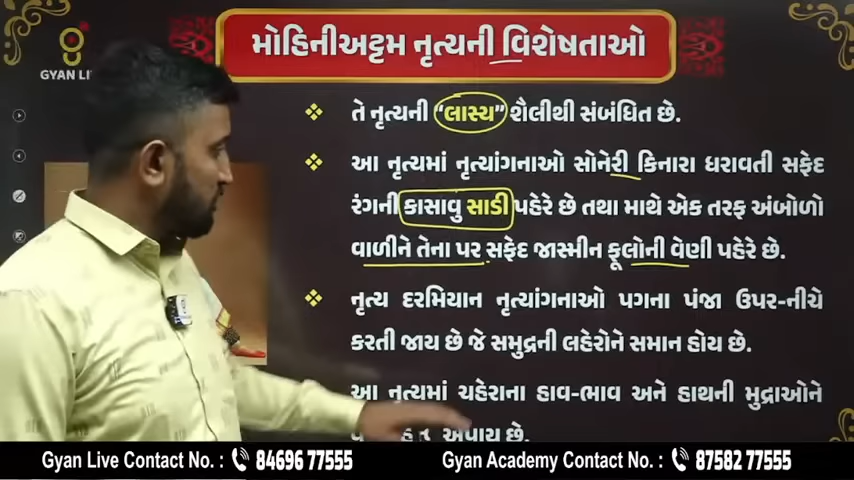 GYAN LI
મોહિનીઅટ્ટમ નૃત્યની વિશેષતાઓ
તે નૃત્યની “લાસ્ય” શૈલીથી સંબંધિત છે.
આ નૃત્યમાં નૃત્યાંગનાઓ સોનેરી કિનારા ધરાવતી સફેદ
રંગની કાસાવુ સાડી પહેરે છે તથા માથે એક તરફ અંબોળો
વાળીને તેના પર સફેદ જાસ્મીન ફૂલોની વેણી પહેરે છે.
નૃત્ય દરમિયાન નૃત્યાંગનાઓ પગના પંજા ઉપર-નીચે
કરતી જાય છે જે સમુદ્રની લહેરોને સમાન હોય છે.
આ નૃત્યમાં ચહેરાના હાવ-ભાવ અને હાથની મુદ્રાઓને
અપાય છે.
Gyan Live Contact No. : 84696 77555
Gyan Academy Contact No. : 87582 77555